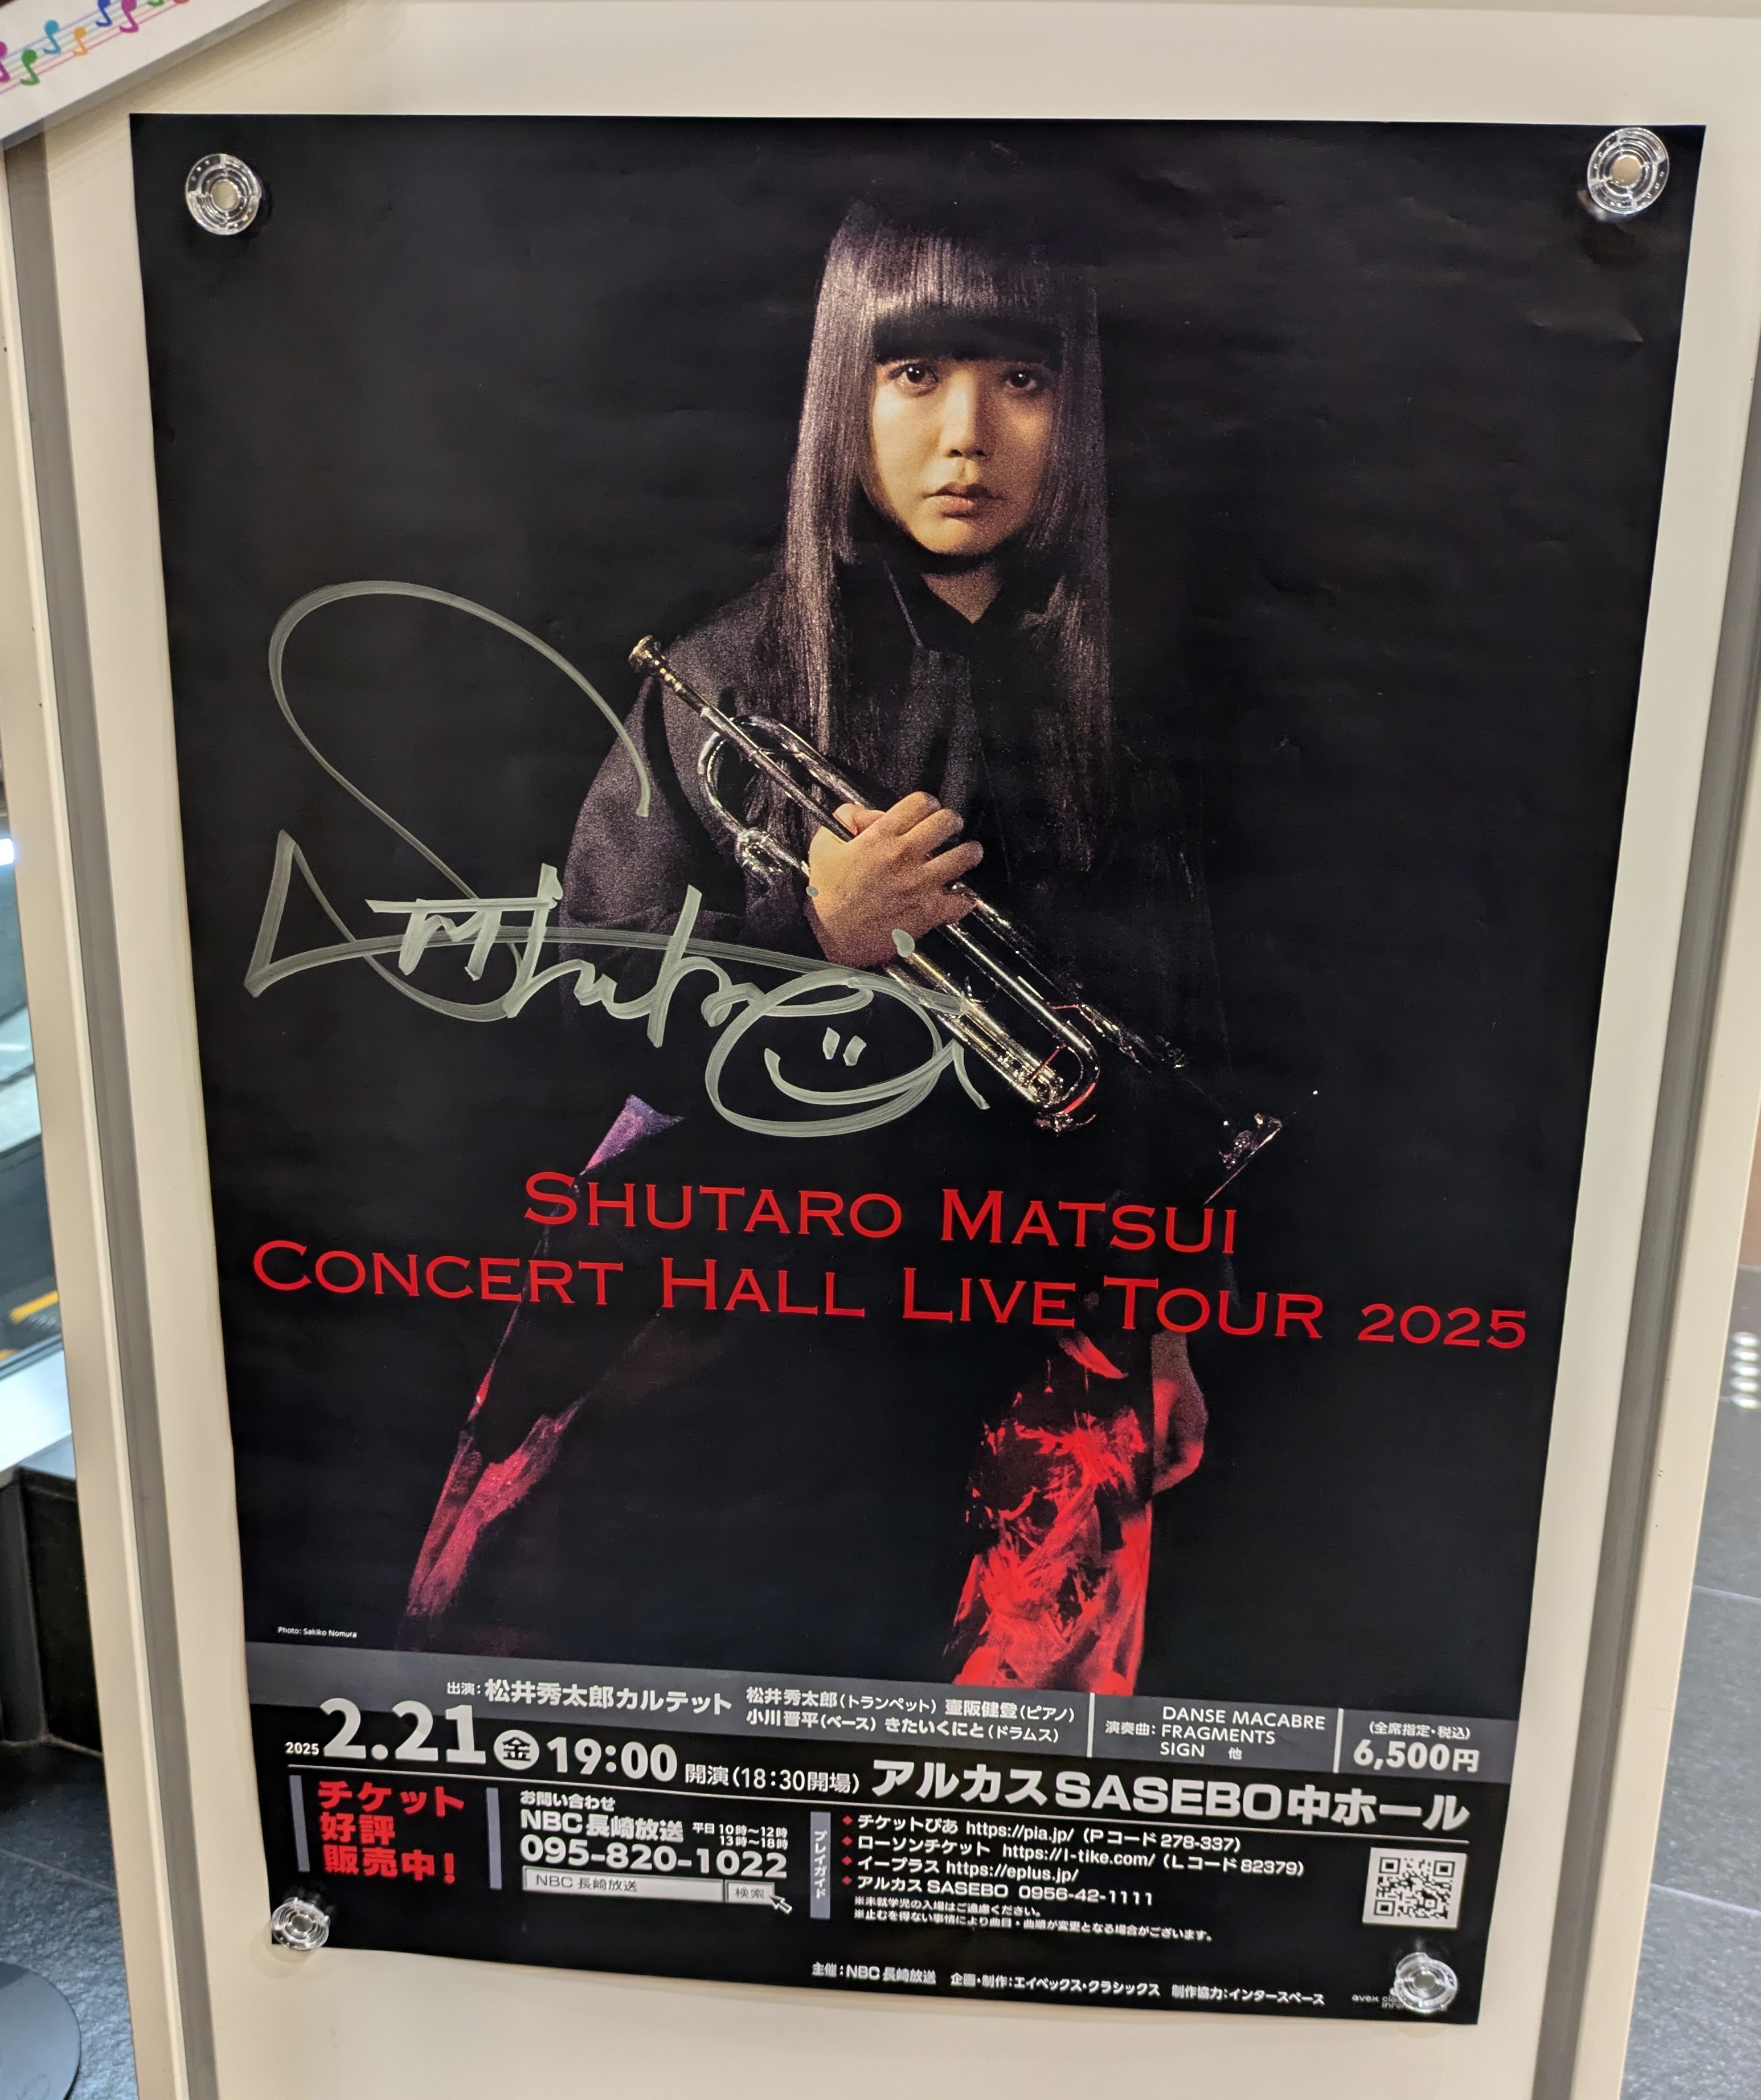 Shutaro
SHUTARO MATSUI
CONCERT HALL LIVE TOUR 2025
Photo: Sakiko Nomura
出演：松井秀太郎カルテット
松井秀太郎（トランペット） 壷阪健登（ピアノ）
小川晋平（ベース） きたいくにと（ドラムス）
演奏曲：
DANSE MACABRE
FRAGMENTS
SIGN 他
（全席指定・税込）
6,500円
2025 2.21 金 19:00 開演（18:30開場） アルカスSASEBO中ホール
チケット
好評
販売中！
お問い合わせ
NBC長崎放送 平日10時～12時
13時～18時
095-820-1022
NBC 長崎放送 検索
プレイガイド
◆チケットぴあ https://pia.jp/（Pコード278-337）
◆ローソンチケット https://l-tike.com/（Lコード82379）
◆イープラス https://eplus.jp/
◆アルカス SASEBO 0956-42-1111
※未就学児の入場はご遠慮ください。
※止むを得ない事情により曲目・曲順が変更となる場合がございます。
主催：NBC長崎放送 企画・制作：エイベックス・クラシックス 制作協力：インタースペース
avex